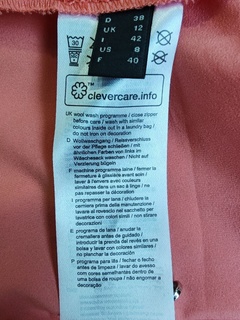 D 38
UK 12
I 42
US 8
F 40
30
™
clevercare.info
UK wool wash programme / close zipper
before care / wash with similar
colours inside out in a laundry bag /
do not iron on decoration
D Wollwaschgang / Reißverschluss
vor der Pflege schließen / mit
ähnlichen Farben von links im
Wäschesack waschen / Nicht auf
Verzierung bügeln
F machine programme laine / fermer la
fermeture à glissière avant soin /
laver à l'envers avec couleurs
similaires dans un sac à linge / ne
pas repasser la décoration
I programma per lana / chiudere la
cerniera prima della manutenzione /
lavare al rovescio nel sacchetto per
lavatrice con colori simili / non stirare
decorazioni
E programa de lana / anudar la
cremallera antes de guidado /
introducir la prenda del revés en una
bolsa y lavar con colores similares /
no planchar la decoración
P programa para lãs / fechar o fecho
antes da limpeza / lavar do avesso
com cores semelhantes dentro de
uma bolsa de roupa / não engomar a
decoração